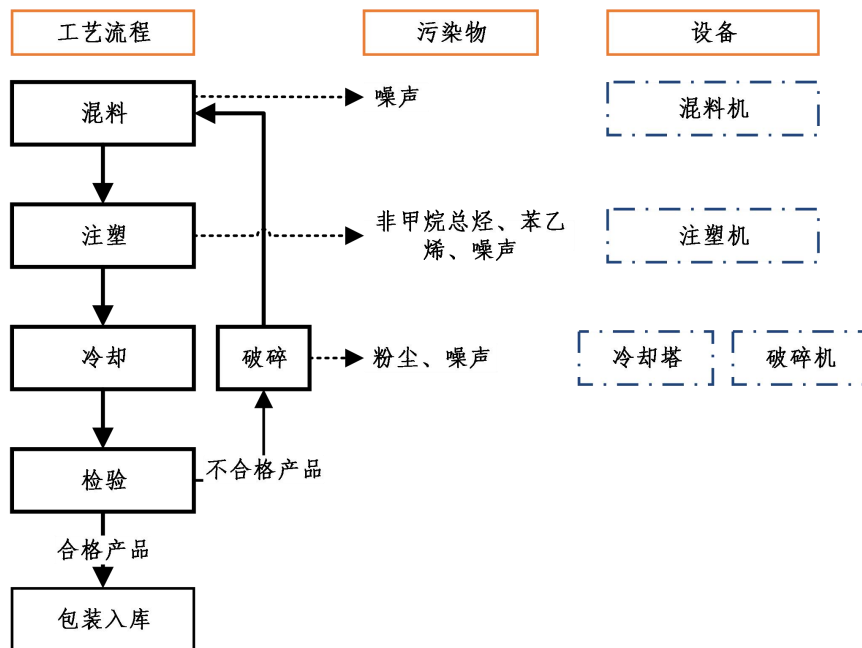 工艺流程
污染物
设备
混料
噪声
混料机
注塑
非甲烷总烃、苯乙
烯、噪声
注塑机
冷却
破碎
粉尘、噪声
冷却塔
破碎机
检验
不合格产品
合格产品
包装入库